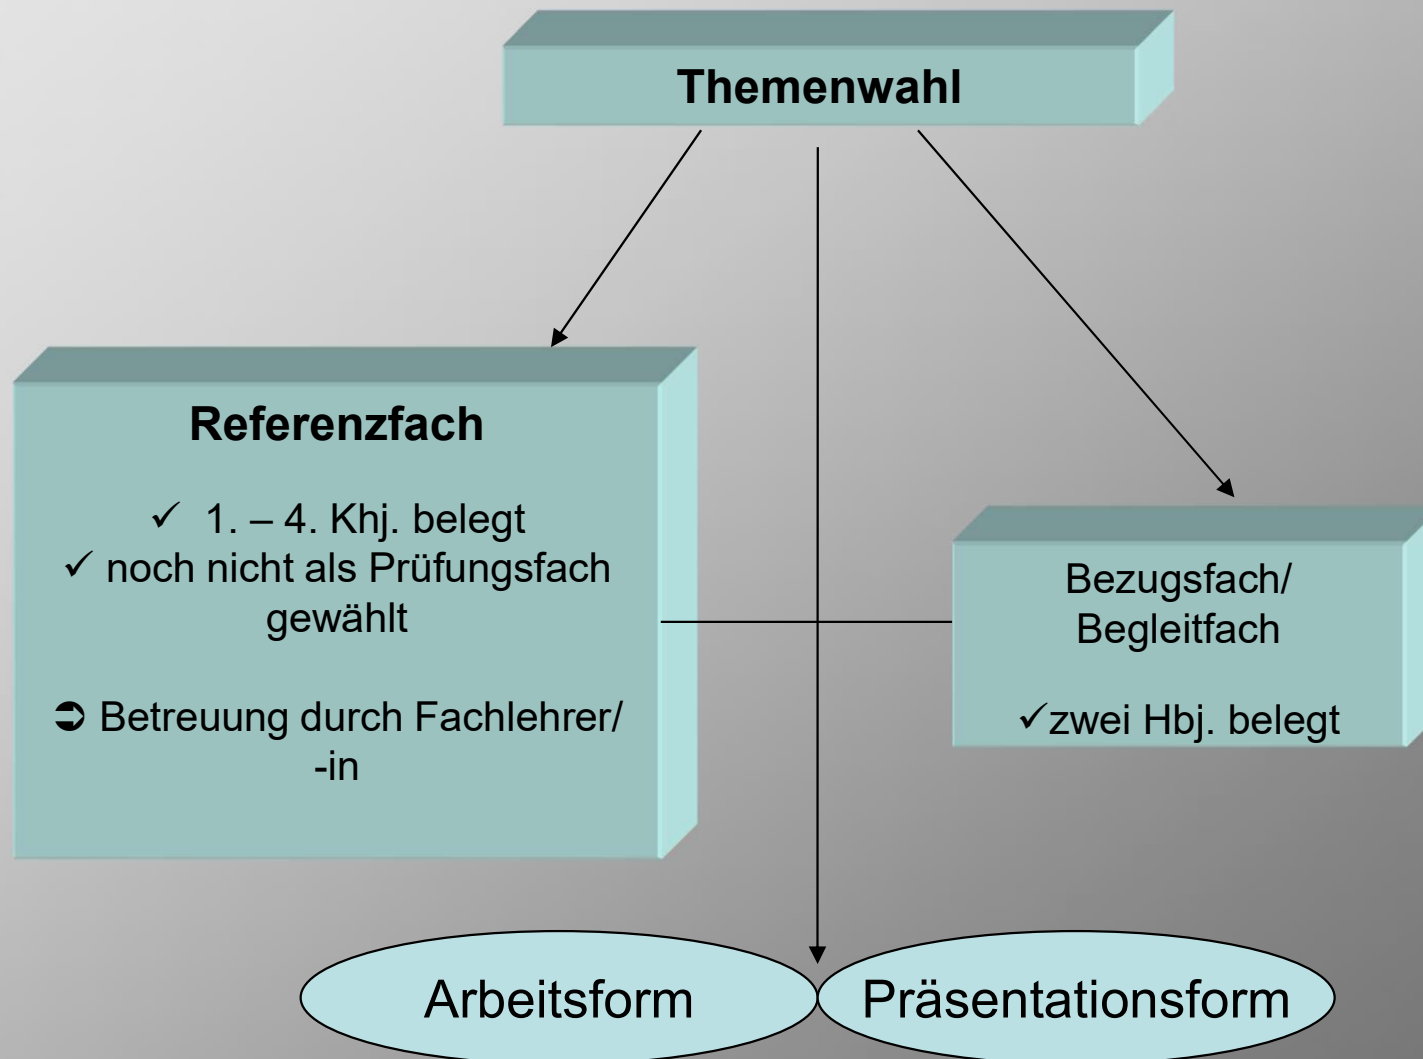 Themenwahl
Referenzfach
✓ 1. – 4. Khj. belegt
✓ noch nicht als Prüfungsfach
gewählt
➲ Betreuung durch Fachlehrer/
-in
Bezugsfach/
Begleitfach
✓zwei Hbj. belegt
Arbeitsform
Präsentationsform